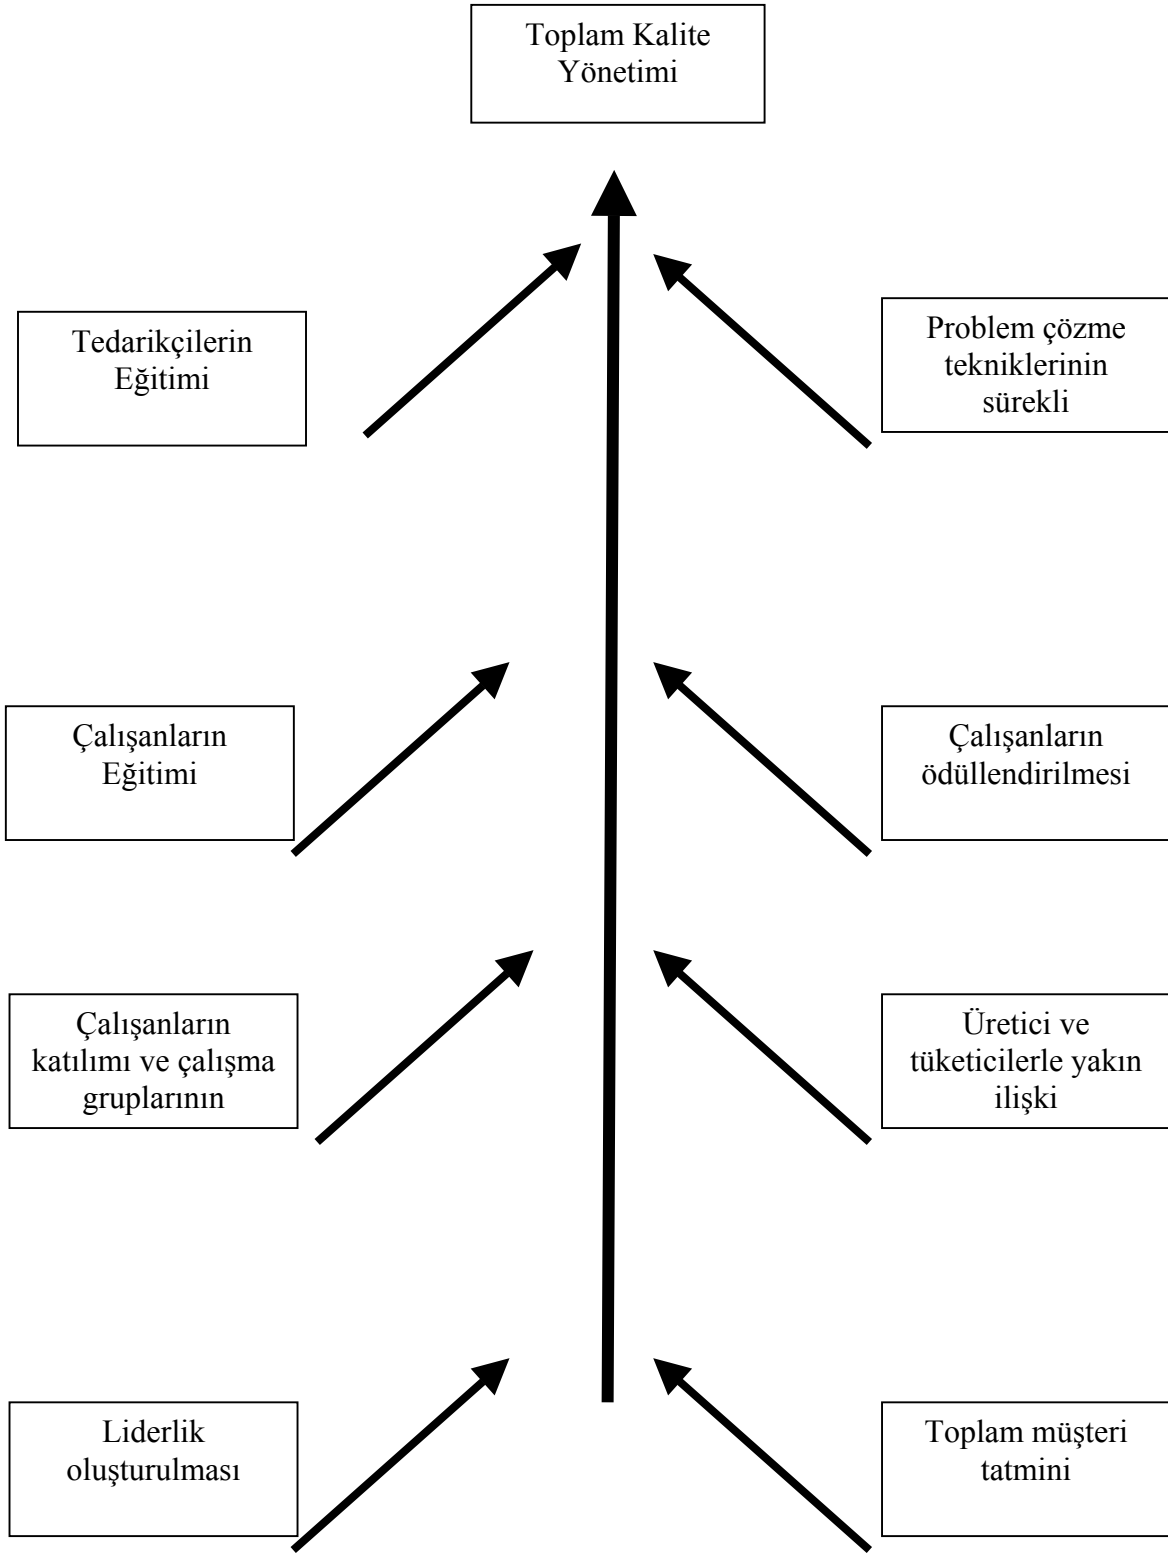 Toplam Kalite
Yönetimi
Tedarikçilerin
Eğitimi
Problem çözme
tekniklerinin
sürekli
Çalışanların
Eğitimi
Çalışanların
ödüllendirilmesi
Çalışanların
katılımı ve çalışma
gruplarının
Üretici ve
tüketicilerle yakın
ilişki
Liderlik
oluşturulması
Toplam müşteri
tatmini